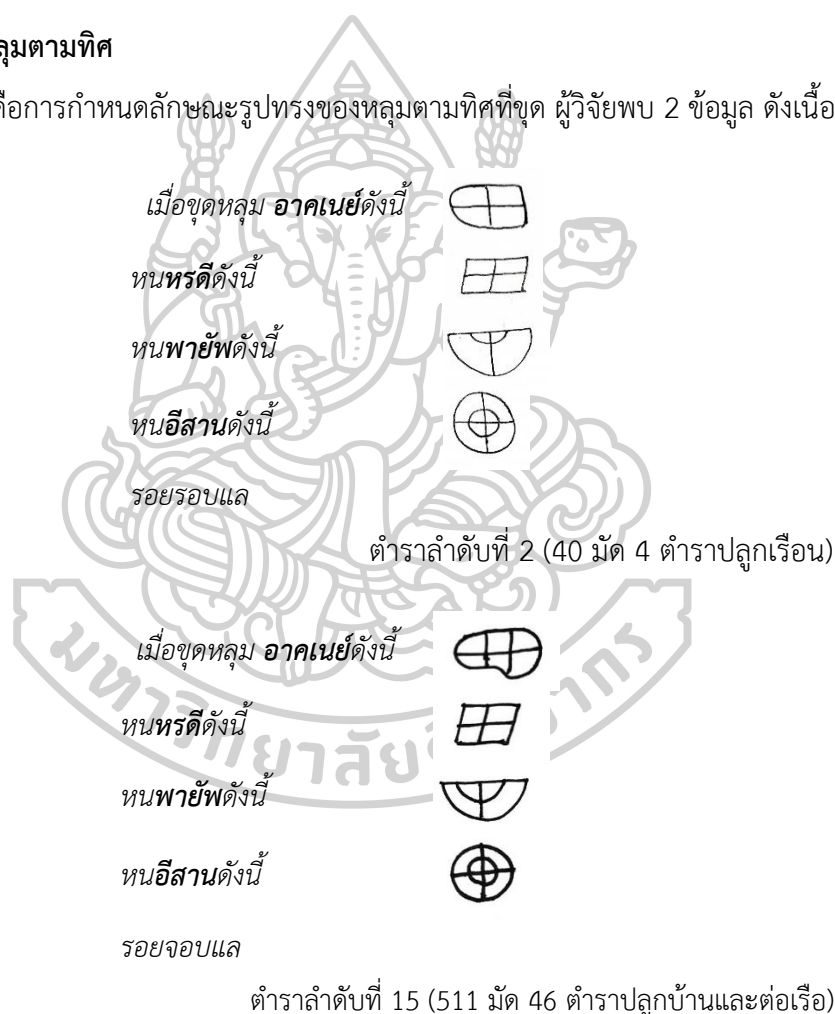 ลุมตามทิศ
คือการกำหนดลักษณะรูปทรงของหลุมตามทิศที่ขุด ผู้วิจัยพบ 2 ข้อมูล ดังเนื้อ
เมื่อขุดหลุม อาคเนย์ดังนี้
หนหรดีดังนี้
หนพายัพดังนี้
หนอีสานดังนี้
รอยรอบแล
ตำราลำดับที่ 2 (40 มัด 4 ตำราปลูกเรือน)
เมื่อขุดหลุม อาคเนย์ดังนี้
หนหรดีดังนี้
หนพายัพดังนี้
หนอีสานดังนี้
รอยจอบแล
ตำราลำดับที่ 15 (511 มัด 46 ตำราปลูกบ้านและต่อเรือ)